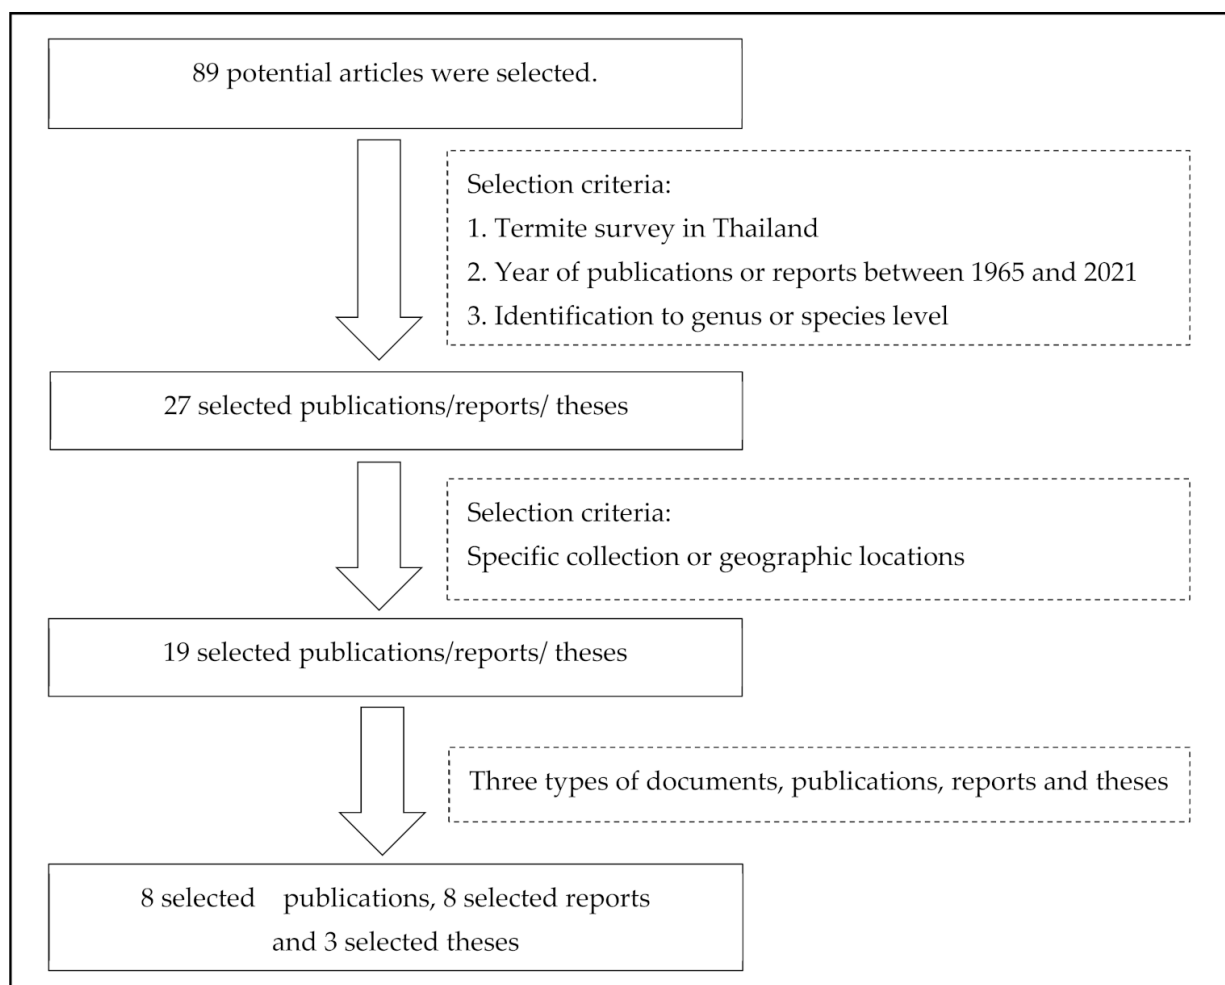 89 potential articles were selected.
Selection criteria:
1. Termite survey in Thailand
2. Year of publications or reports between 1965 and 2021
3. Identification to genus or species level
27 selected publications/reports/ theses
Selection criteria:
Specific collection or geographic locations
19 selected publications/reports/ theses
Three types of documents, publications, reports and theses
8 selected publications, 8 selected reports
and 3 selected theses